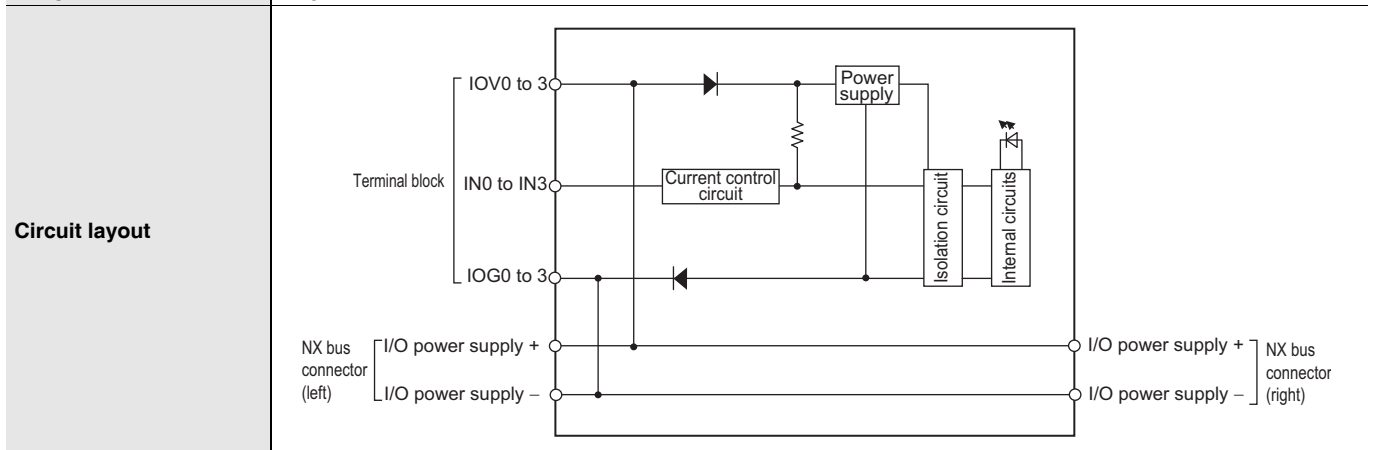 Circuit layout
Terminal block
IOV0 to 3
IN0 to IN3
IOG0 to 3
Current control
circuit
Power
supply
Isolation circuit
Internal circuits
NX bus
connector
(left)
I/O power supply +
I/O power supply −
I/O power supply +
I/O power supply −
NX bus
connector
(right)